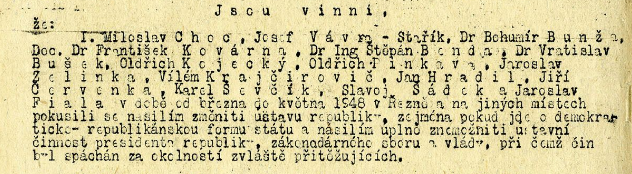 Jsou vinni,
že:
I. Miloslav Choc, Josef Vávra - Stařík, Dr Bohumír Bunža,
Doc. Dr František Kovárna, Dr Ing Štěpán Benda, Dr Vratislav
Bušek, Oldřich Kojecký, Oldřich Pinkava, Jaroslav
Zelinka, Vilém Krajčirovič, Jan Hradil, Jiří
Červenka, Karel Ševčík, Slavoj Šádek a Jaroslav
Fiala v době od března do května 1948 v Řezně a na jiných místech
pokusili se násilím změniti ústavu republiky, zejména pokud jde o demokra
ticko- republikánskou formu státu a násilím úplně znemožniti ústavní
činnost presidenta republiky, zákonodárného sboru a vlády, při čemž čin
byl spáchán za okolností zvláště přitěžujících.